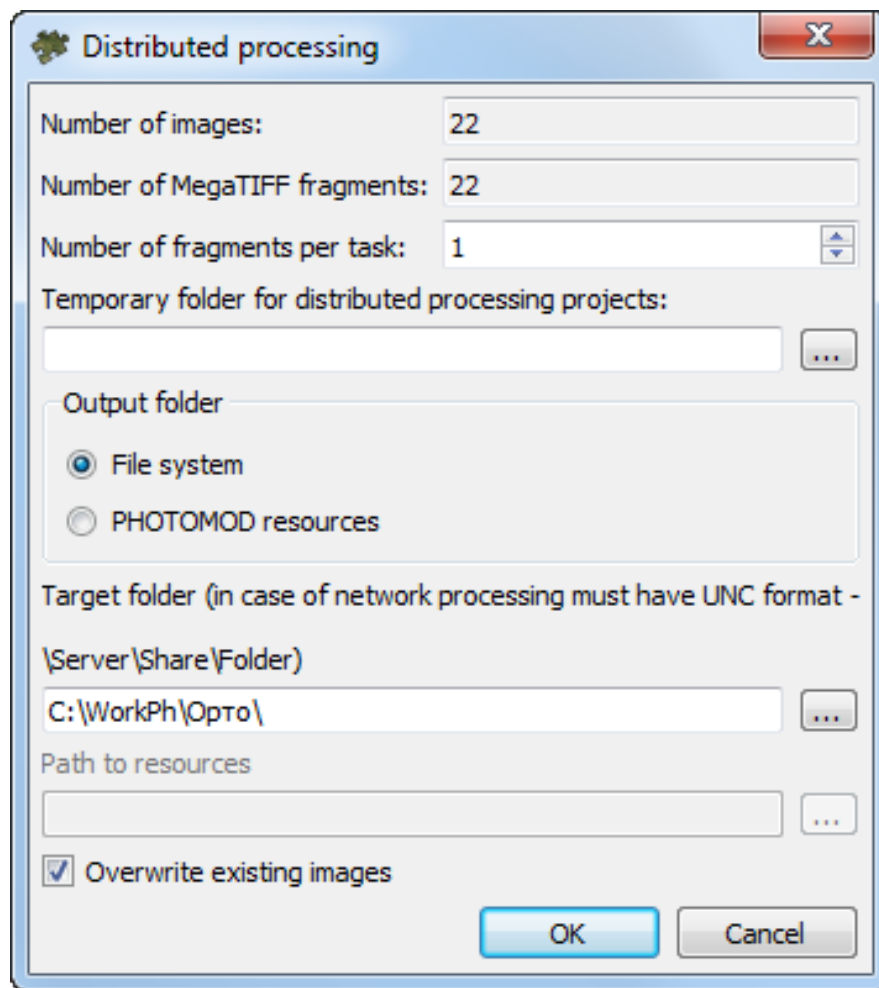 Distributed processing
Number of images: 22
Number of MegaTIFF fragments: 22
Number of fragments per task: 1
Temporary folder for distributed processing projects:
...
Output folder
File system
PHOTOMOD resources
Target folder (in case of network processing must have UNC format -
\Server\Share\Folder)
C:\WorkPh\Орто\ ...
Path to resources
...
Overwrite existing images
OK Cancel